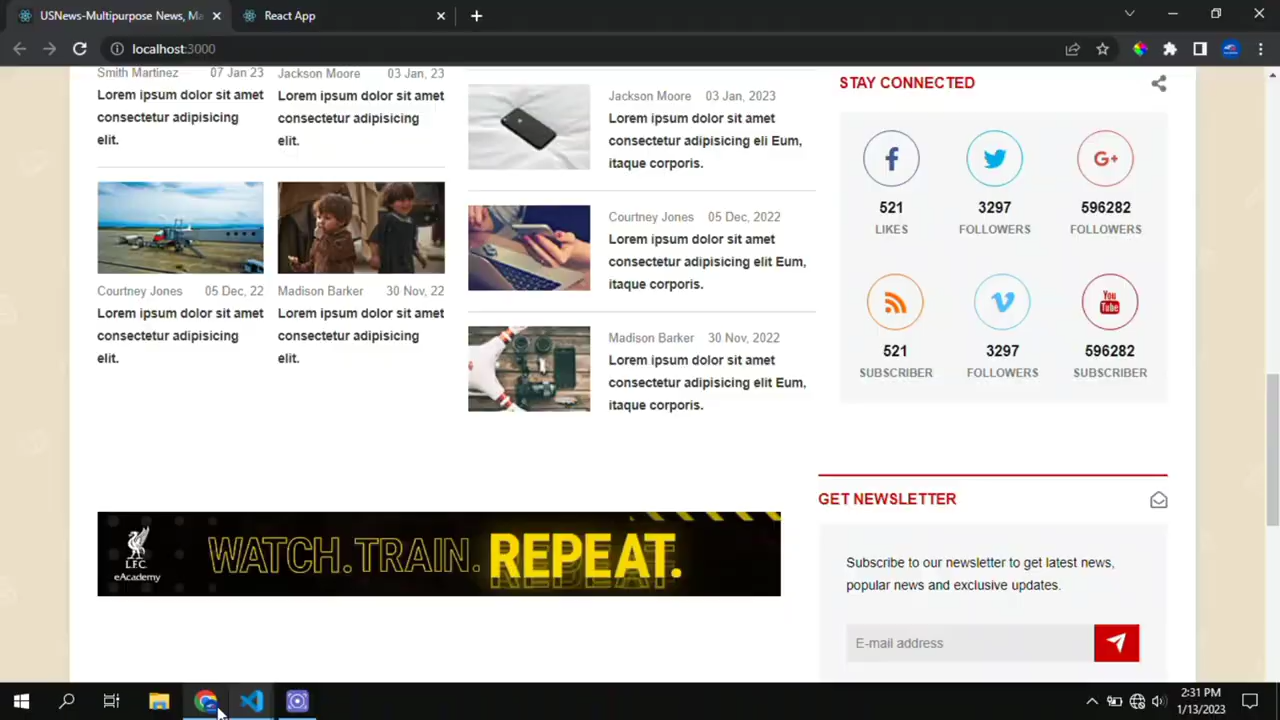 USNews-Multipurpose News, Ma
React App
localhost:3000
Smith Martinez 07 Jan 23
Lorem ipsum dolor sit amet
consectetur adipisicing
elit.
Jackson Moore 03 Jan, 23
Lorem ipsum dolor sit amet
consectetur adipisicing
elit.
Courtney Jones 05 Dec, 22
Lorem ipsum dolor sit amet
consectetur adipisicing
elit.
Madison Barker 30 Nov, 22
Lorem ipsum dolor sit amet
consectetur adipisicing
elit.
Jackson Moore 03 Jan, 2023
Lorem ipsum dolor sit amet
consectetur adipisicing eli Eum,
itaque corporis.
Courtney Jones 05 Dec, 2022
Lorem ipsum dolor sit amet
consectetur adipisicing elit Eum,
itaque corporis.
Madison Barker 30 Nov, 2022
Lorem ipsum dolor sit amet
consectetur adipisicing elit Eum,
itaque corporis.
L.F.C.
eAcademy
WATCH.TRAIN. REPEAT.
STAY CONNECTED
f
G+
521 3297 596282
LIKES FOLLOWERS FOLLOWERS
You
Tube
521 3297 596282
SUBSCRIBER FOLLOWERS SUBSCRIBER
GET NEWSLETTER
Subscribe to our newsletter to get latest news,
popular news and exclusive updates.
E-mail address
2:31 PM
1/13/2023